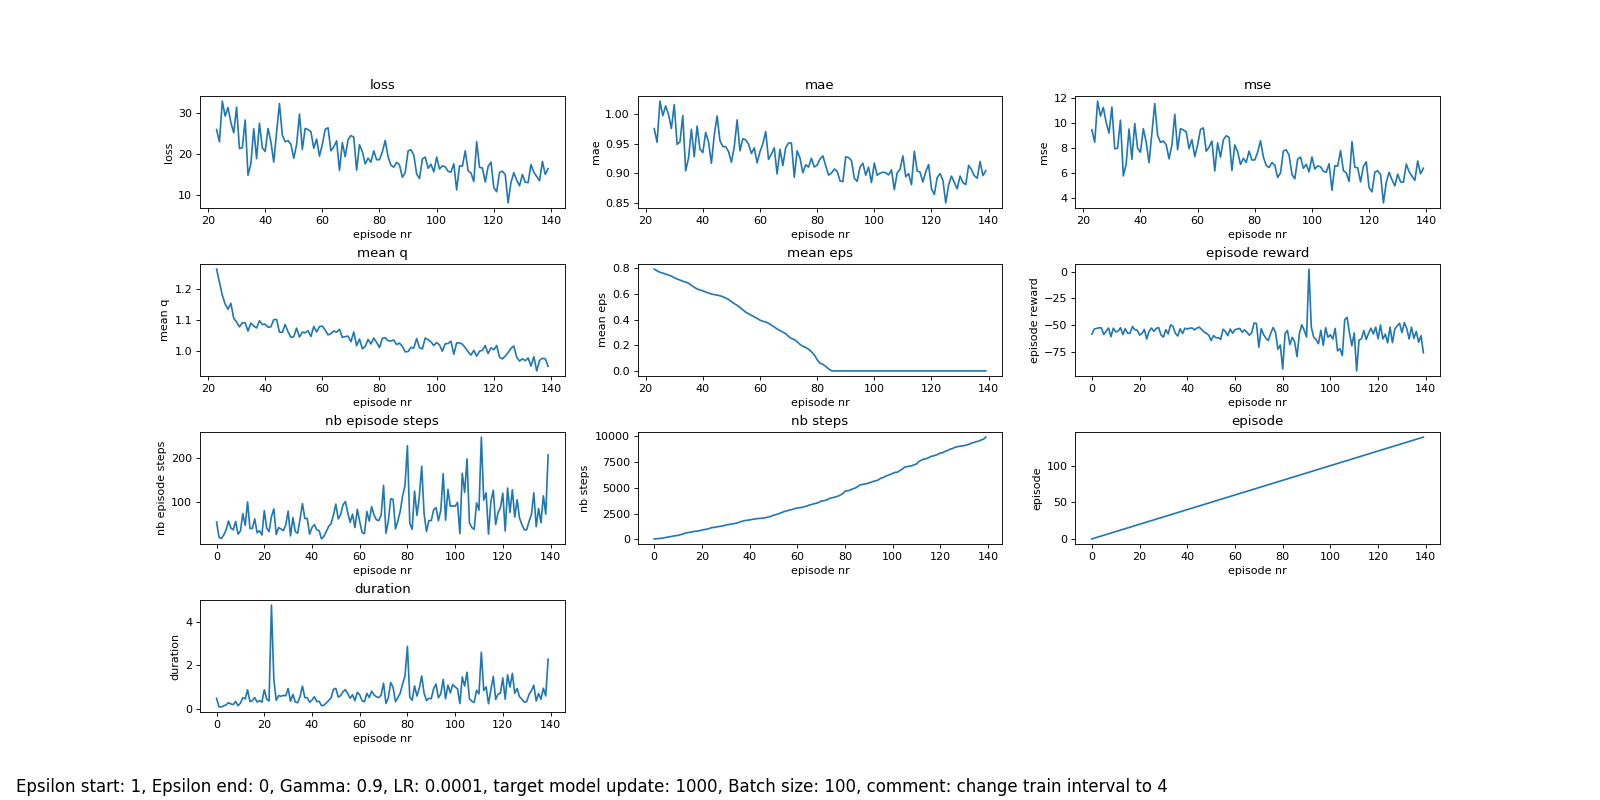 loss
mae
mse
loss
30
20
10
20 40 60 80 100 120 140
episode nr
mae
1.00
0.95
0.90
0.85
20 40 60 80 100 120 140
episode nr
mse
12
10
8
6
4
20 40 60 80 100 120 140
episode nr
mean q
mean eps
episode reward
mean q
1.2
1.1
1.0
20 40 60 80 100 120 140
episode nr
mean eps
0.8
0.6
0.4
0.2
0.0
20 40 60 80 100 120 140
episode nr
episode reward
0
−25
−50
−75
0 20 40 60 80 100 120 140
episode nr
nb episode steps
nb steps
episode
nb episode steps
200
100
0 20 40 60 80 100 120 140
episode nr
nb steps
10000
7500
5000
2500
0
0 20 40 60 80 100 120 140
episode nr
episode
100
50
0
0 20 40 60 80 100 120 140
episode nr
duration
duration
4
2
0
0 20 40 60 80 100 120 140
episode nr
Epsilon start: 1, Epsilon end: 0, Gamma: 0.9, LR: 0.0001, target model update: 1000, Batch size: 100, comment: change train interval to 4